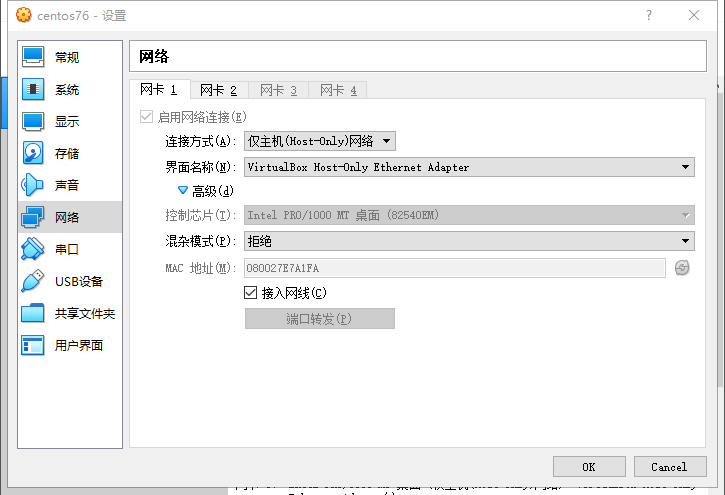 centos76 - 设置
常规
系统
显示
存储
声音
网络
串口
USB设备
共享文件夹
用户界面
网络
网卡 1 网卡 2 网卡 3 网卡 4
启用网络连接(E)
连接方式(A): 仅主机(Host-Only)网络
界面名称(N): VirtualBox Host-Only Ethernet Adapter
高级(d)
控制芯片(T): Intel PRO/1000 MT 桌面 (82540EM)
混杂模式(P): 拒绝
MAC 地址(M): 080027E7A1FA
接入网线(C)
端口转发(P)
OK Cancel